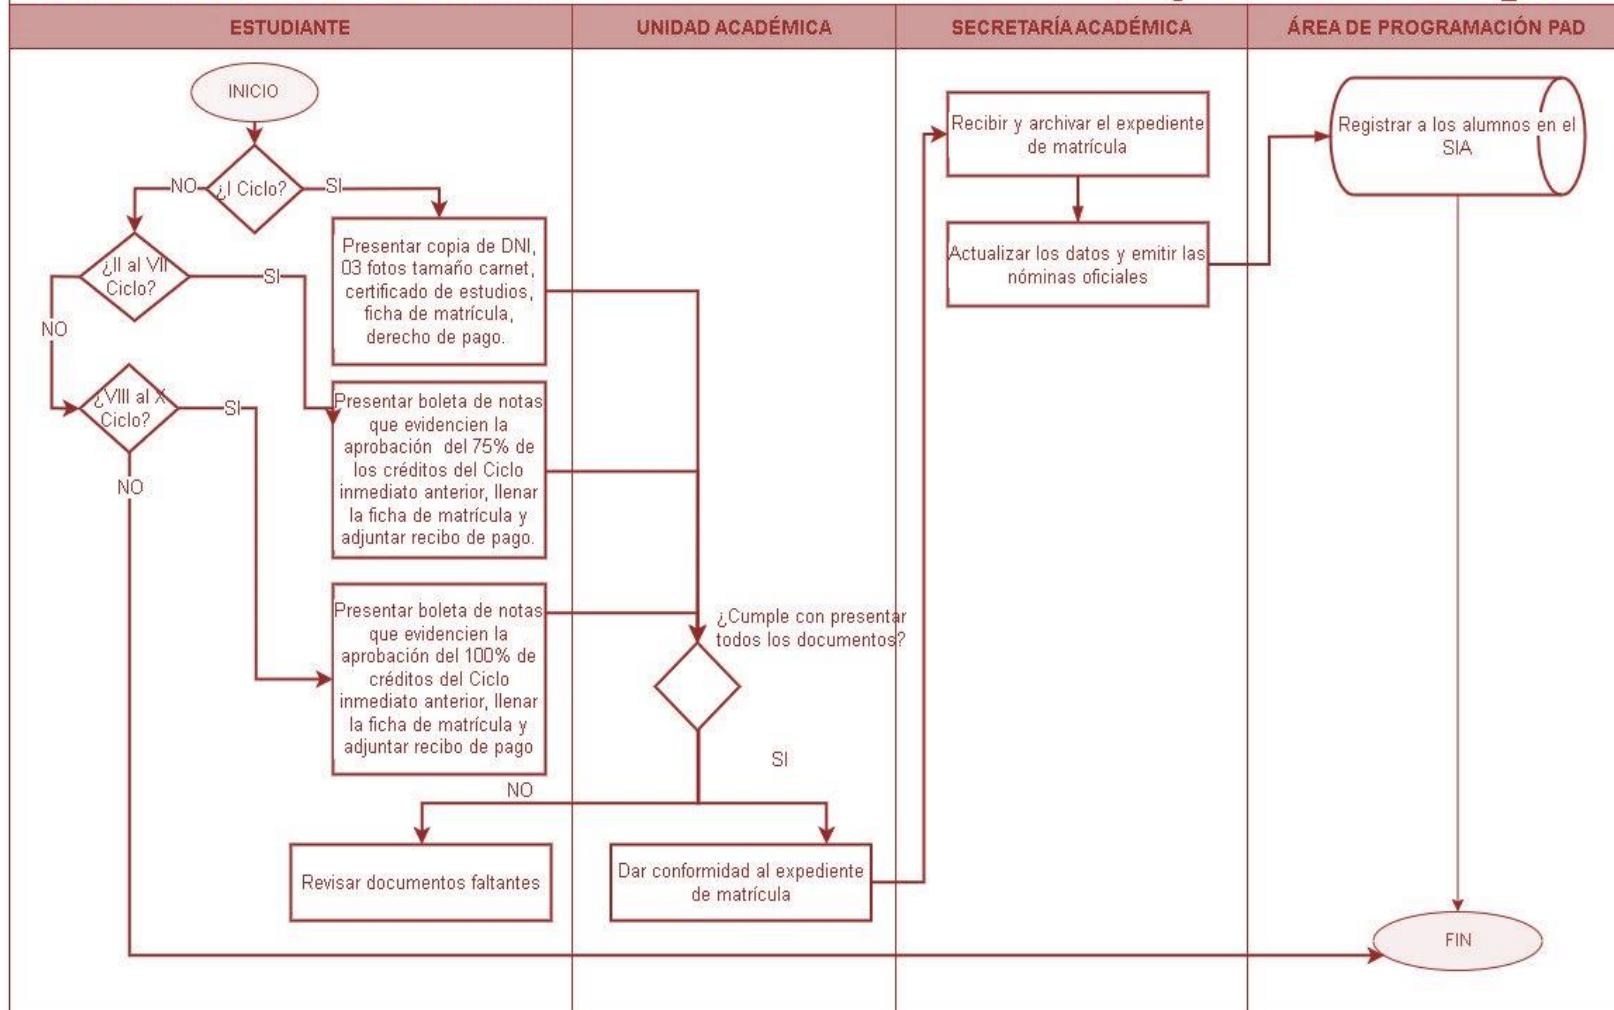 ESTUDIANTE
UNIDAD ACADÉMICA
SECRETARÍA ACADÉMICA
ÁREA DE PROGRAMACIÓN PAD
INICIO
¿I Ciclo?
NO
SI
Presentar copia de DNI,
03 fotos tamaño carnet,
certificado de estudios,
ficha de matrícula,
derecho de pago.
¿II al VII
Ciclo?
SI
NO
Presentar boleta de notas
que evidencien la
aprobación del 75% de
los créditos del Ciclo
inmediato anterior, llenar
la ficha de matrícula y
adjuntar recibo de pago.
¿VIII al X
Ciclo?
SI
NO
Presentar boleta de notas
que evidencien la
aprobación del 100% de
créditos del Ciclo
inmediato anterior, llenar
la ficha de matrícula y
adjuntar recibo de pago
¿Cumple con presentar
todos los documentos?
NO
SI
Revisar documentos faltantes
Dar conformidad al expediente
de matrícula
Recibir y archivar el expediente
de matrícula
Actualizar los datos y emitir las
nóminas oficiales
Registrar a los alumnos en el
SIA
FIN